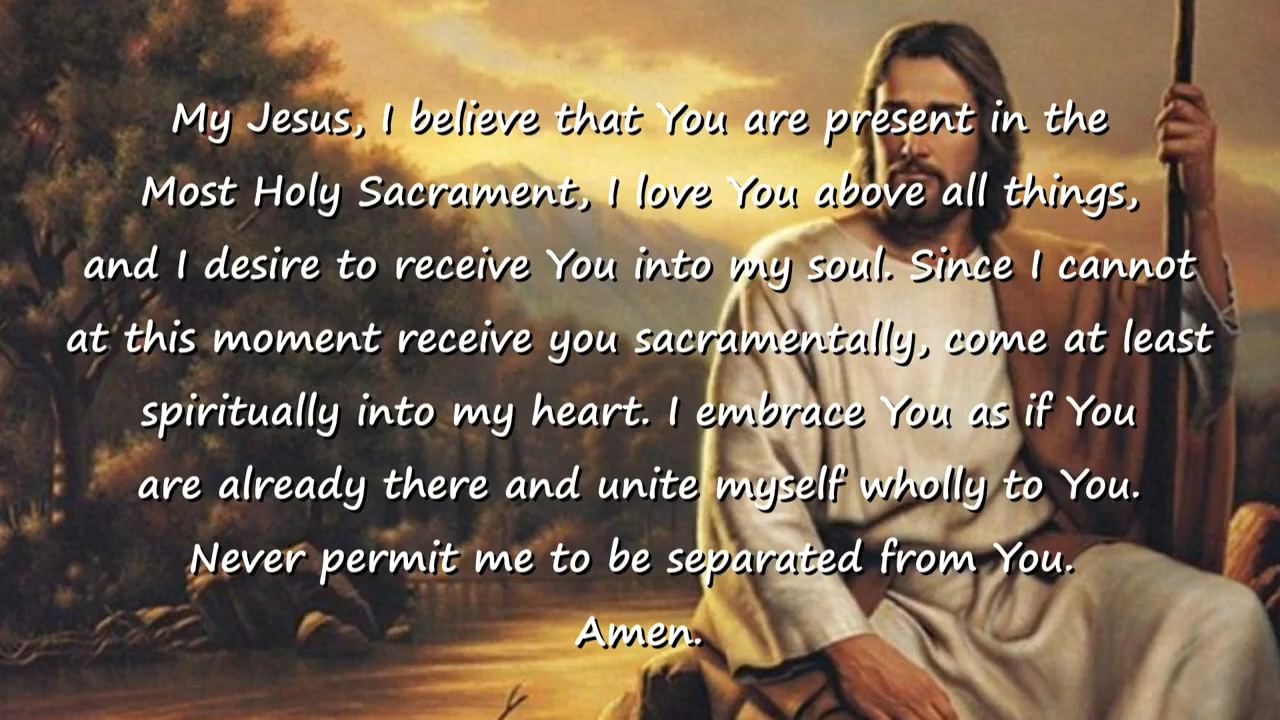 My Jesus, I believe that You are present in the
Most Holy Sacrament, I love You above all things,
and I desire to receive You into my soul. Since I cannot
at this moment receive you sacramentally, come at least
spiritually into my heart. I embrace You as if You
are already there and unite myself wholly to You.
Never permit me to be separated from You.
Amen.